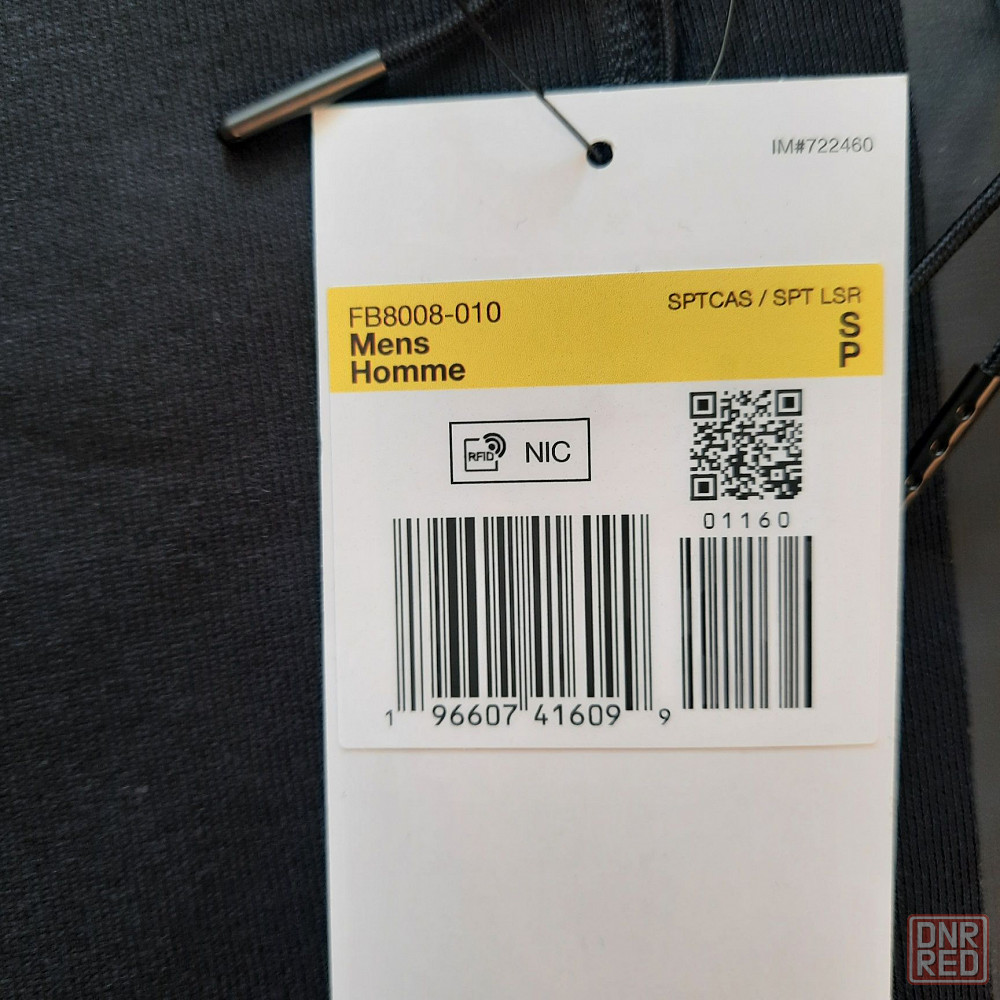 IM#722460
FB8008-010
SPTCAS / SPT LSR
Mens
S
Homme
P
RFID NIC
01160
1 96607 41609 9
DNR
RED